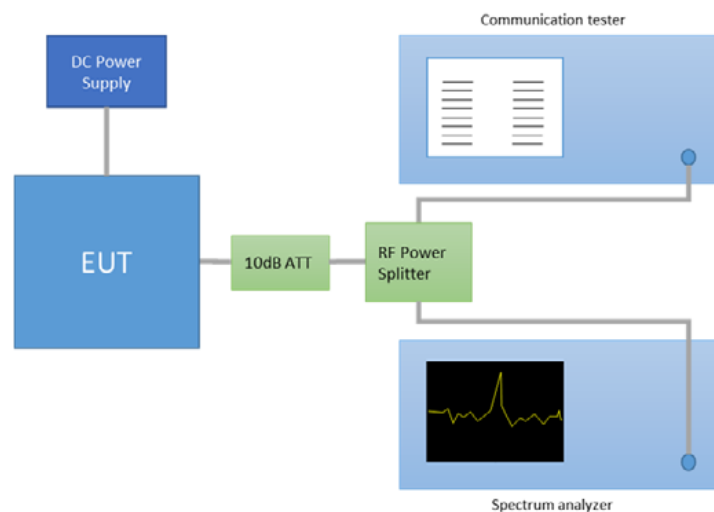 Communication tester
DC Power
Supply
EUT
10dB ATT
RF Power
Splitter
Spectrum analyzer